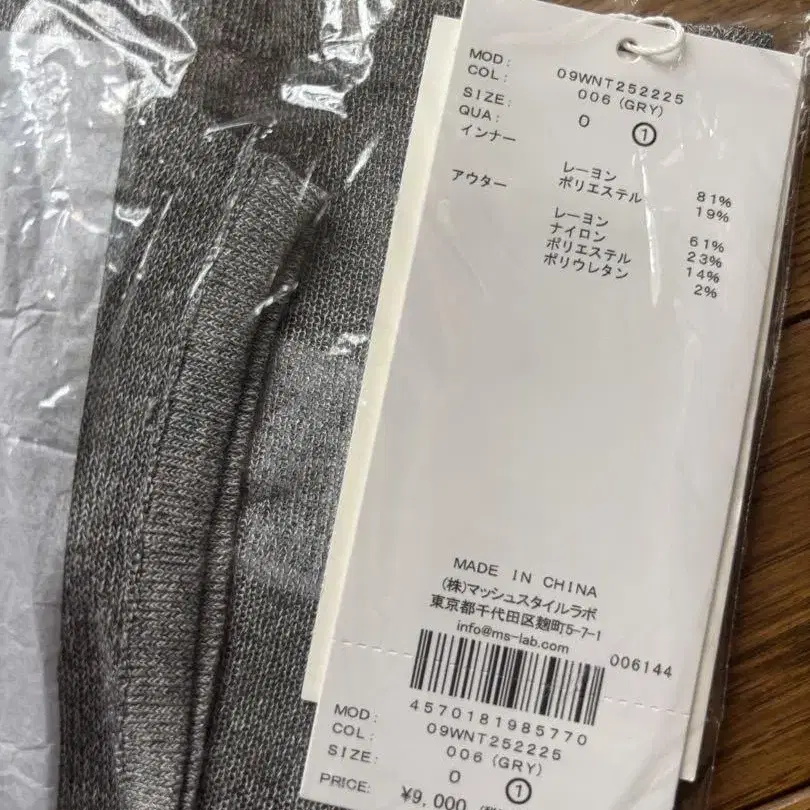 MOD: 09WNT252225
COL: 006 (GRY)
SIZE: 0 ①
QUA:
インナー
レーヨン 81%
ポリエステル 19%
アウター
レーヨン 61%
ナイロン 23%
ポリエステル 14%
ポリウレタン 2%
MADE IN CHINA
(株)マッシュスタイルラボ
東京都千代田区麹町5-7-1
info@ms-lab.com
006144
4570181985770
MOD: 09WNT252225
COL: 006 (GRY)
SIZE: 0 ①
PRICE: ¥9,000